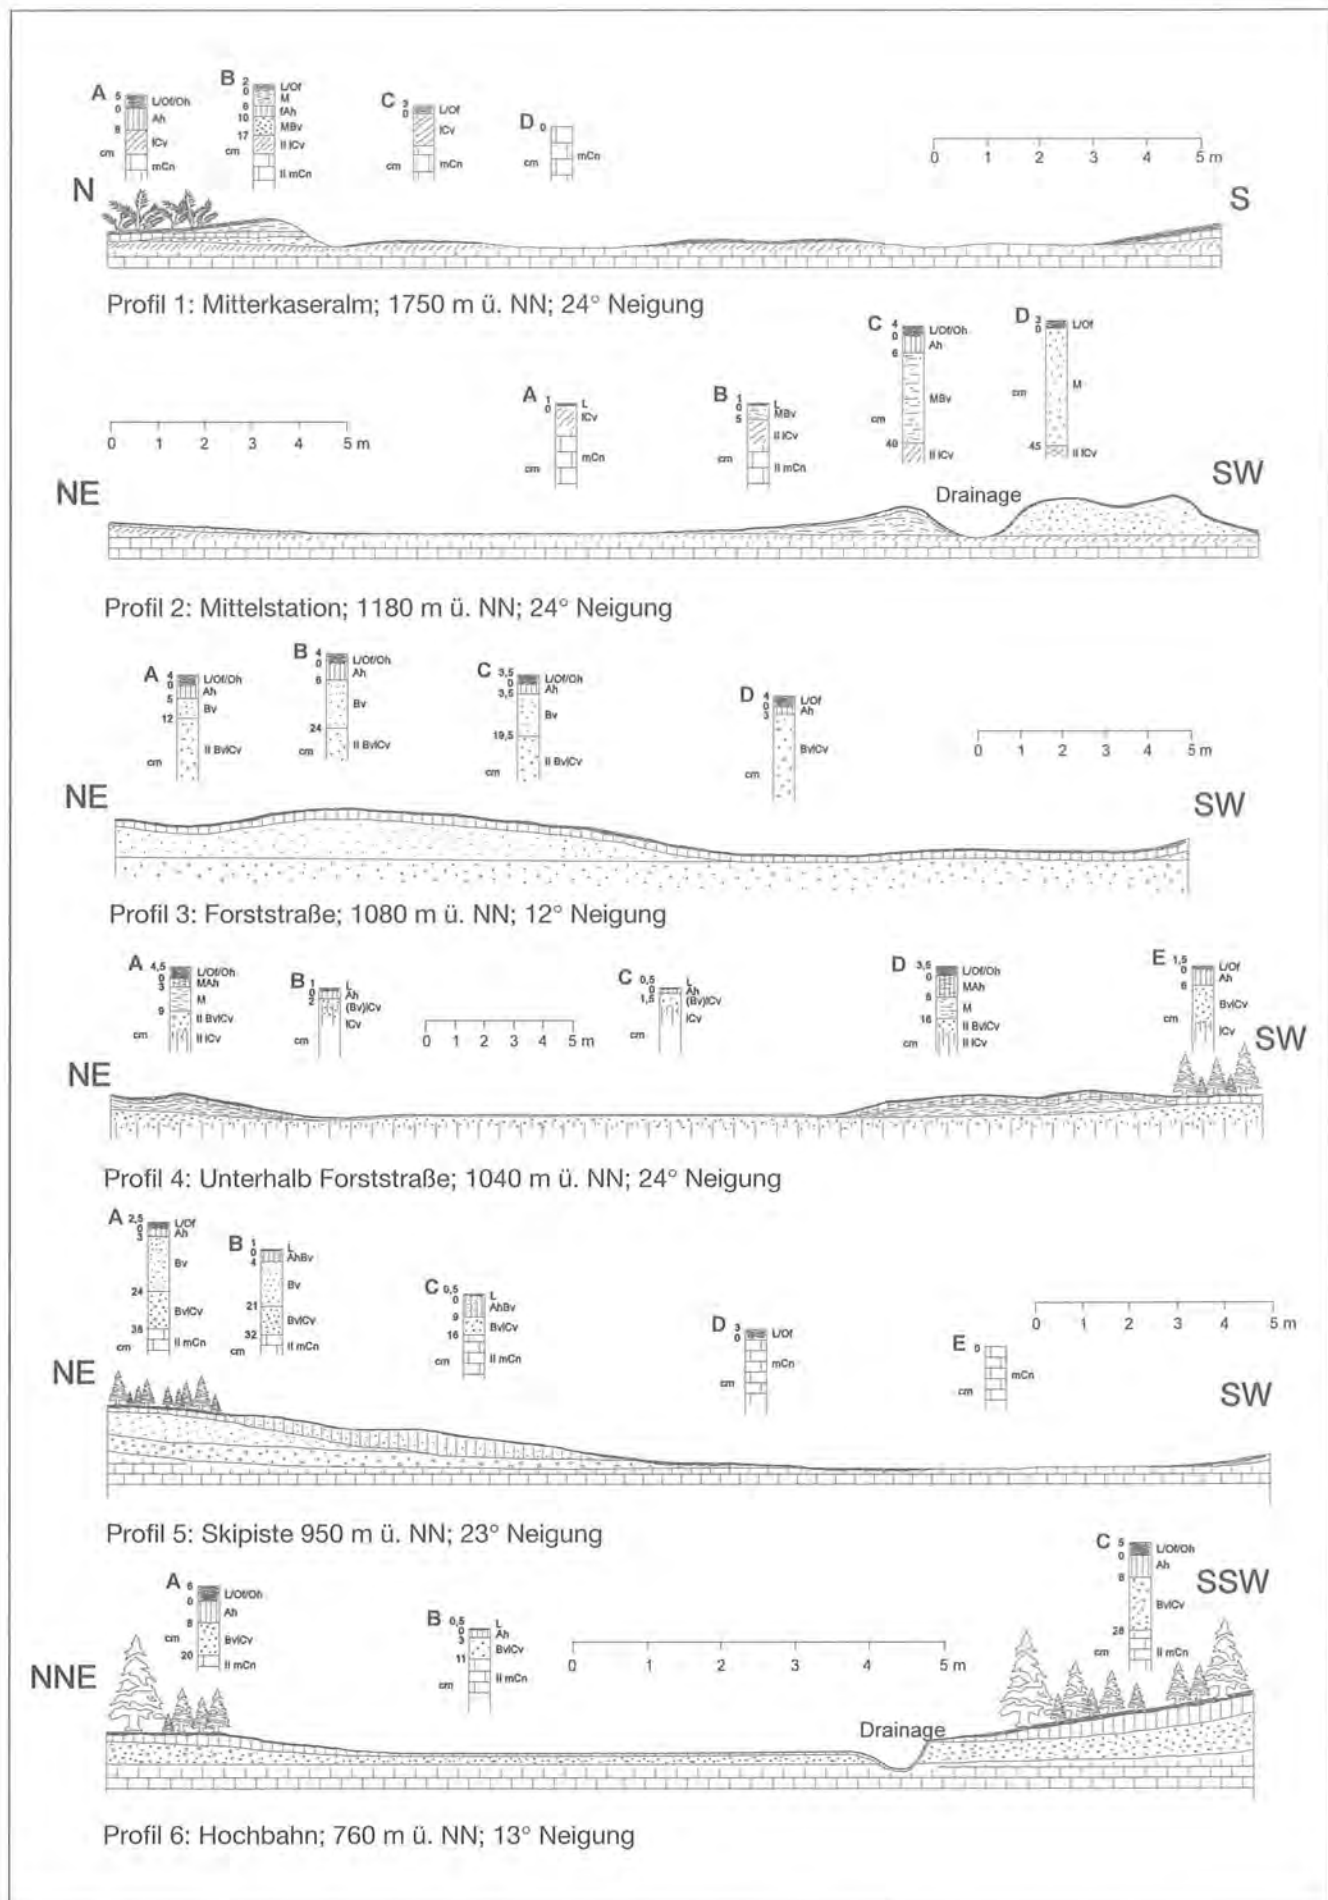 A 5 0 8 cm L/Of/Oh Ah lCv mCn
B 2 0 6 10 17 cm L/Of M fAh MBv II lCv II mCn
C 3 0 cm L/Of lCv mCn
D 0 cm mCn
0 1 2 3 4 5 m
N S
Profil 1: Mitterkaseralm; 1750 m ü. NN; 24° Neigung
A 1 0 cm L lCv mCn
B 1 0 5 cm L MBv II lCv II mCn
C 4 0 6 cm 40 L/Of/Oh Ah MBv II lCv
D 3 0 cm 45 L/Of M II lCv
0 1 2 3 4 5 m
NE Drainage SW
Profil 2: Mittelstation; 1180 m ü. NN; 24° Neigung
A 4 0 5 12 cm L/Of/Oh Ah Bv II BvlCv
B 4 0 6 24 cm L/Of/Oh Ah Bv II BvlCv
C 3,5 0 3,5 19,5 cm L/Of/Oh Ah Bv II BvlCv
D 4 0 3 cm L/Of Ah BvlCv
0 1 2 3 4 5 m
NE SW
Profil 3: Forststraße; 1080 m ü. NN; 12° Neigung
A 4,5 0 3 9 cm L/Of/Oh MAh M II BvlCv II lCv
B 1 0 2 cm L Ah (Bv)lCv lCv
0 1 2 3 4 5 m
C 0,5 0 1,5 cm L Ah (Bv)lCv lCv
D 3,5 0 cm L/Of/Oh MAh M II BvlCv II lCv
E 1,5 0 6 cm L/Of Ah BvlCv lCv
NE SW
Profil 4: Unterhalb Forststraße; 1040 m ü. NN; 24° Neigung
A 2,5 0 3 24 38 cm L/Of Ah Bv BvlCv II mCn
B 1 0 4 21 32 cm L AhBv Bv BvlCv II mCn
C 0,5 0 9 16 cm L AhBv BvlCv II mCn
D 3 0 cm L/Of mCn
E 0 cm mCn
0 1 2 3 4 5 m
NE SW
Profil 5: Skipiste 950 m ü. NN; 23° Neigung
A 6 0 8 cm 20 L/Of/Oh Ah BvlCv II mCn
B 0,5 0 3 11 cm L Ah BvlCv II mCn
0 1 2 3 4 5 m
C 5 0 8 28 cm L/Of/Oh Ah BvlCv II mCn
NNE Drainage SSW
Profil 6: Hochbahn; 760 m ü. NN; 13° Neigung